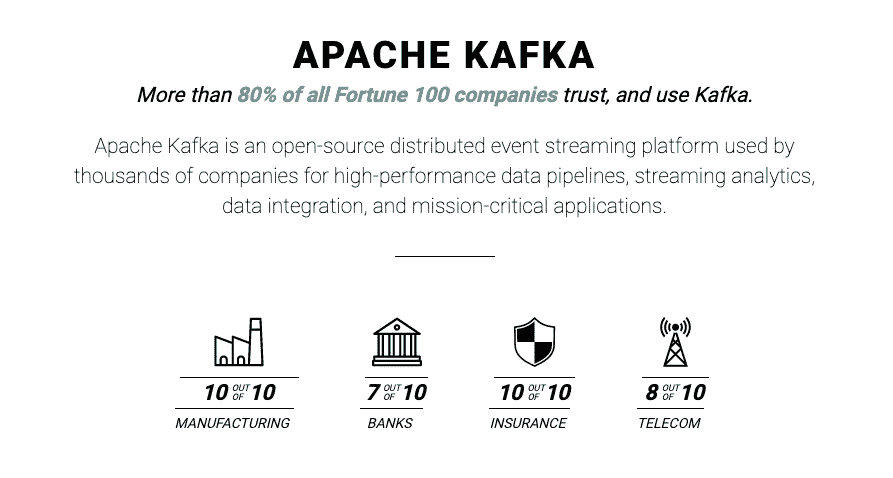 APACHE KAFKA
More than 80% of all Fortune 100 companies trust, and use Kafka.
Apache Kafka is an open-source distributed event streaming platform used by
thousands of companies for high-performance data pipelines, streaming analytics,
data integration, and mission-critical applications.
10 OUT OF 10
MANUFACTURING
7 OUT OF 10
BANKS
10 OUT OF 10
INSURANCE
8 OUT OF 10
TELECOM